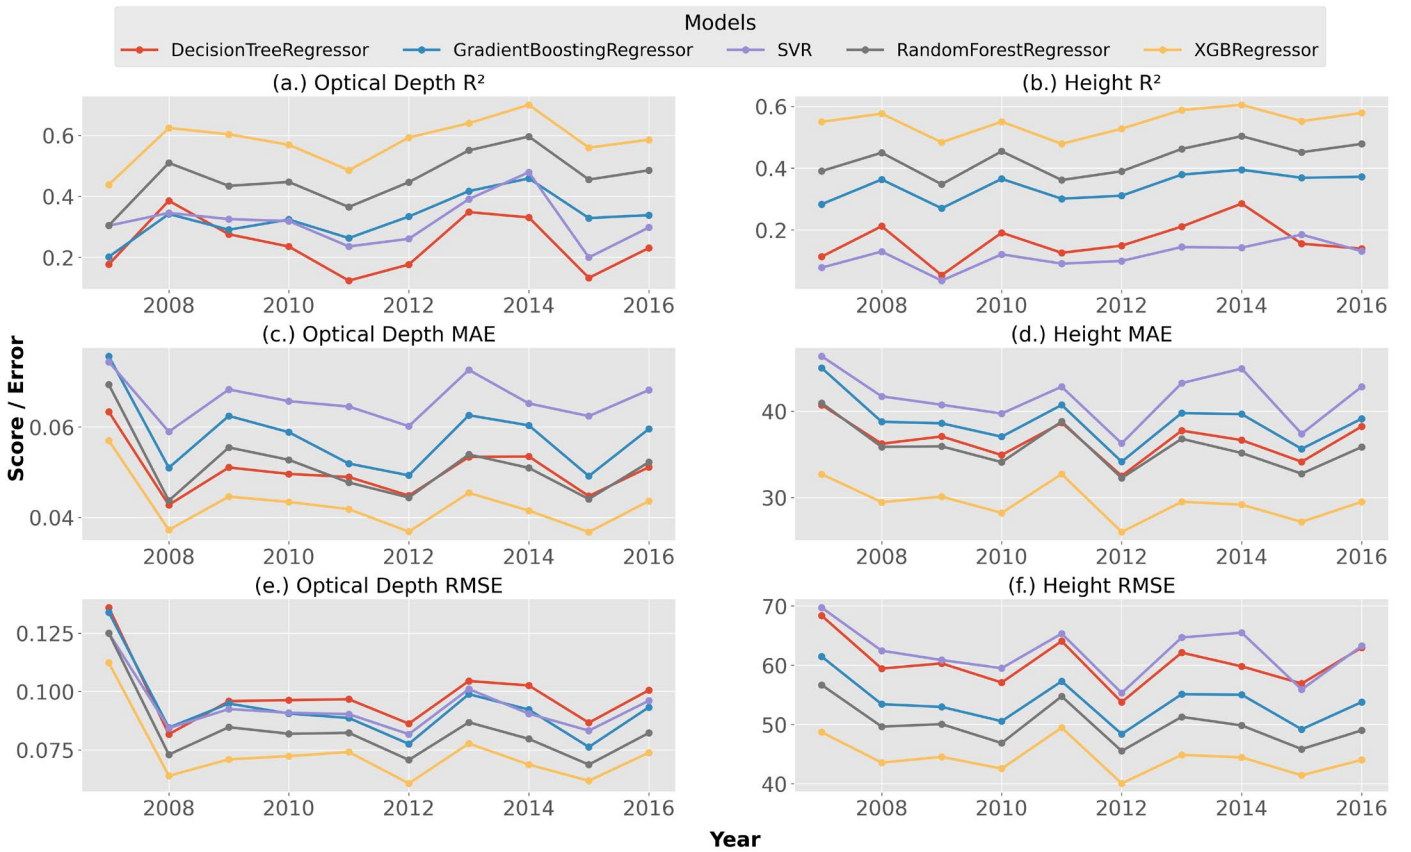 Models
DecisionTreeRegressor GradientBoostingRegressor SVR RandomForestRegressor XGBRegressor
(a.) Optical Depth R²
0.6
0.4
0.2
2008 2010 2012 2014 2016
(b.) Height R²
0.6
0.4
0.2
2008 2010 2012 2014 2016
Score / Error
(c.) Optical Depth MAE
0.06
0.04
2008 2010 2012 2014 2016
(d.) Height MAE
40
30
2008 2010 2012 2014 2016
(e.) Optical Depth RMSE
0.125
0.100
0.075
2008 2010 2012 2014 2016
(f.) Height RMSE
70
60
50
40
2008 2010 2012 2014 2016
Year